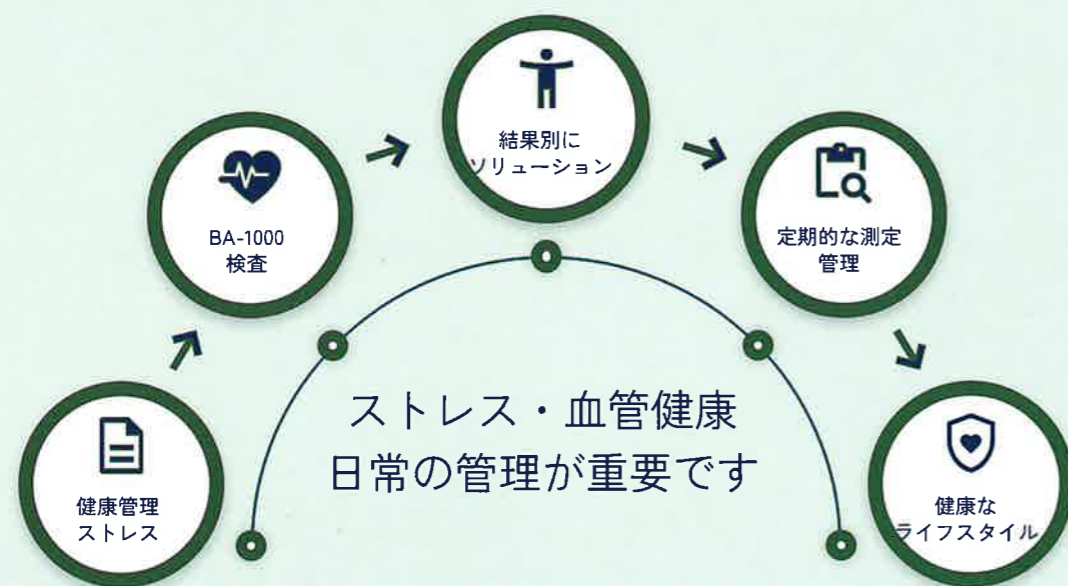 健康管理
ストレス
BA-1000
検査
結果別に
ソリューション
定期的な測定
管理
健康な
ライフスタイル
ストレス・血管健康
日常の管理が重要です